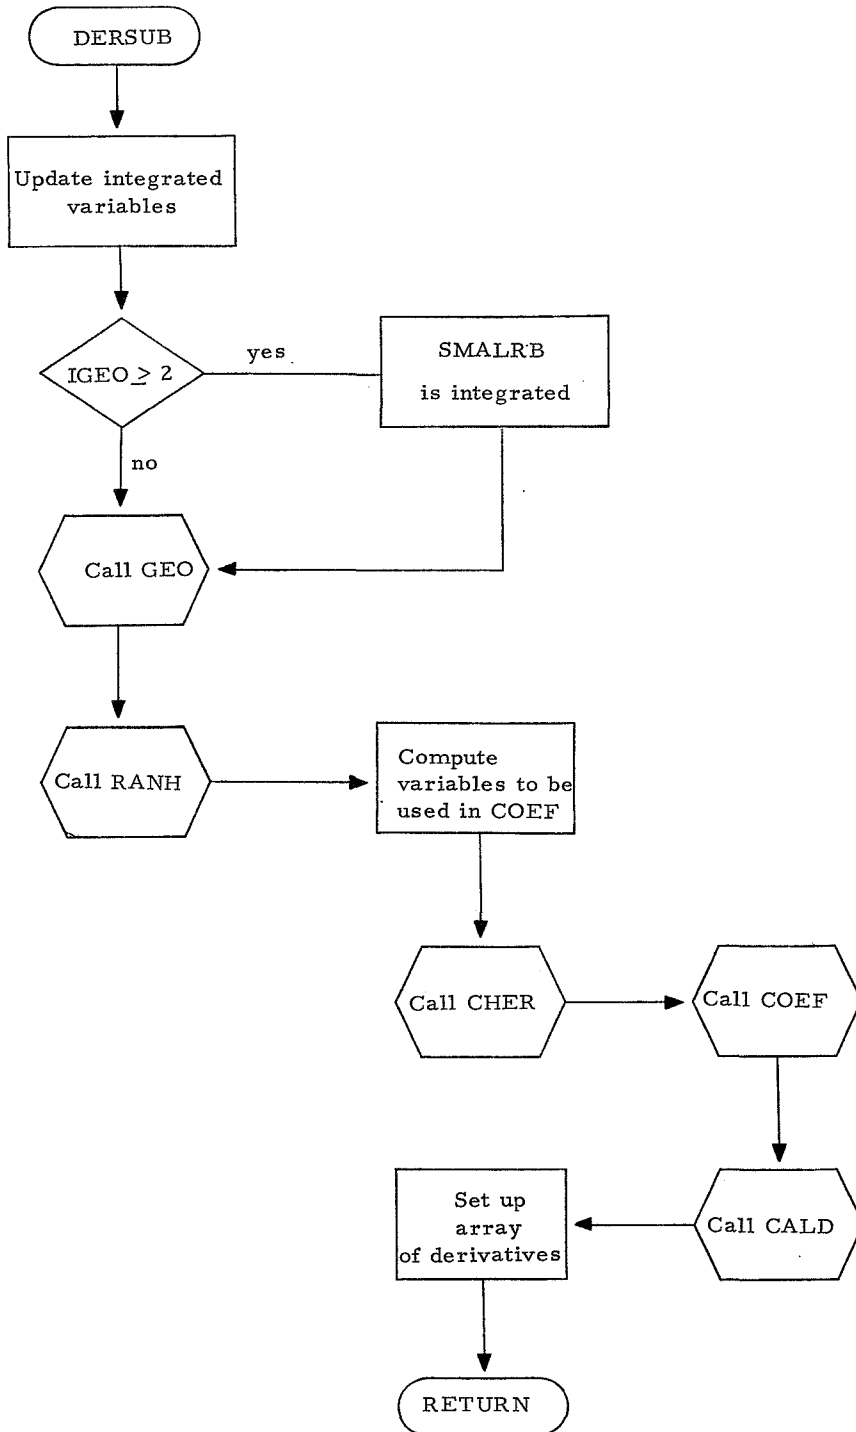 DERSUB
Update integrated
variables
IGEO ≥ 2
yes
SMALRB
is integrated
no
Call GEO
Call RANH
Compute
variables to be
used in COEF
Call CHER
Call COEF
Call CALD
Set up
array
of derivatives
RETURN